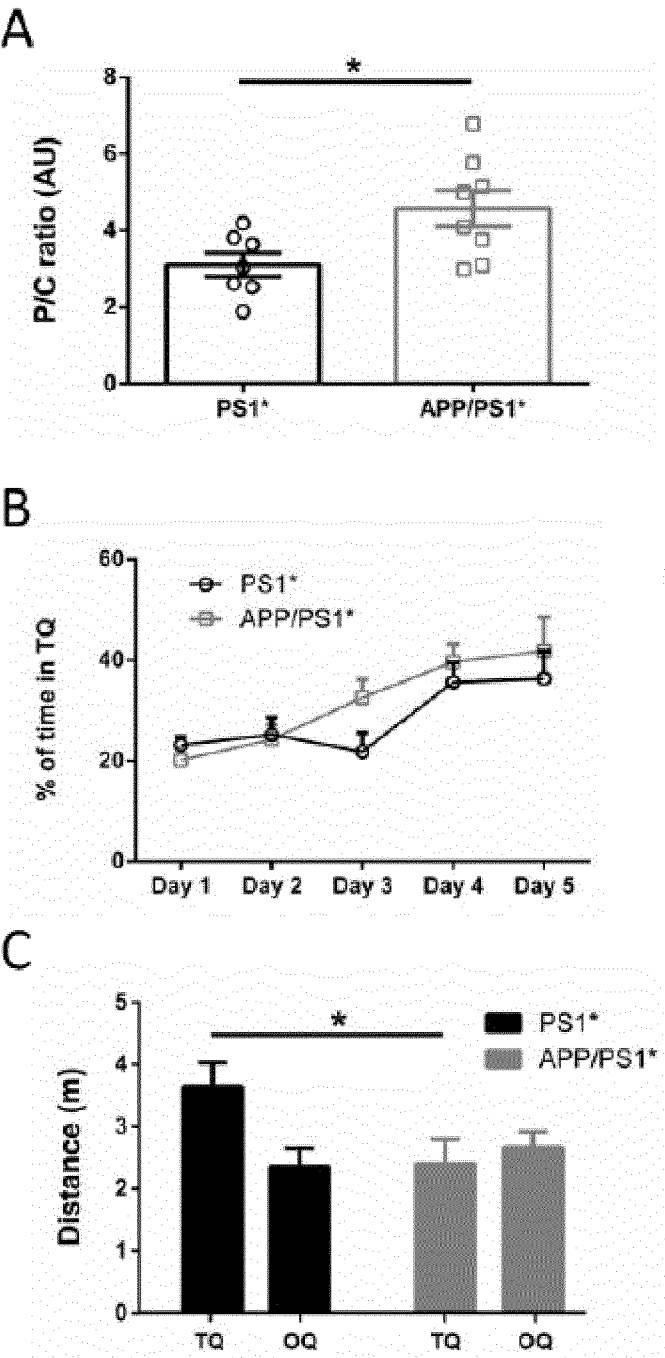 A
*
8
6
4
2
0
P/C ratio (AU)
PS1*
APP/PS1*
B
60
40
20
0
% of time in TQ
PS1*
APP/PS1*
Day 1 Day 2 Day 3 Day 4 Day 5
C
5
4
3
2
1
0
Distance (m)
*
PS1*
APP/PS1*
TQ OQ TQ OQ